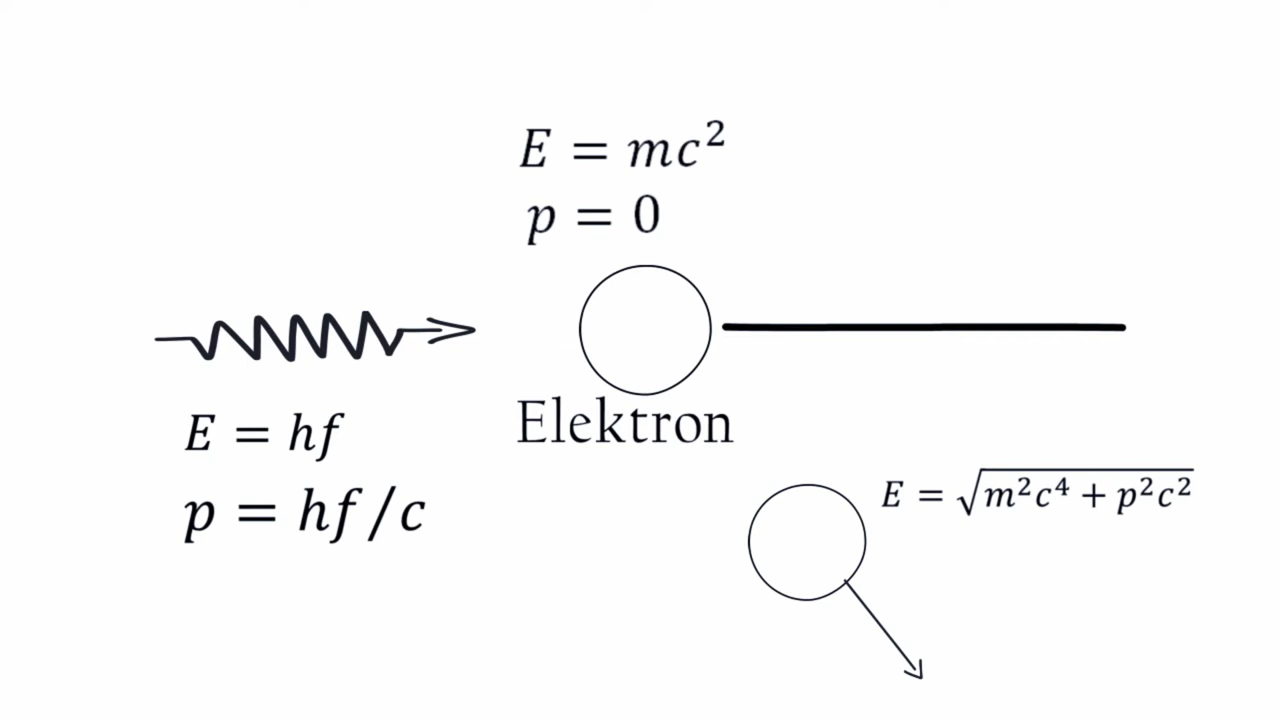 E = mc²
p = 0
Elektron
E = hf
p = hf/c
E = √m²c⁴ + p²c²